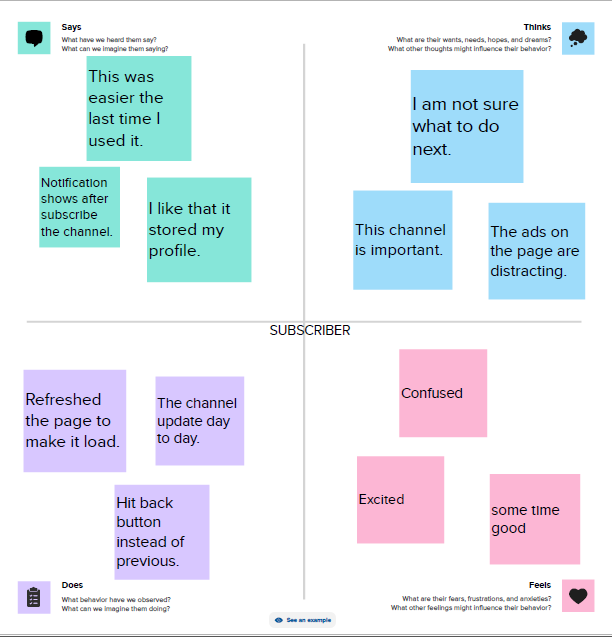 Says
What have we heard them say?
What can we imagine them saying?
This was
easier the
last time I
used it.
Notification
shows after
subscribe
the channel.
I like that it
stored my
profile.
Thinks
What are their wants, needs, hopes, and dreams?
What other thoughts might influence their behavior?
I am not sure
what to do
next.
This channel
is important.
The ads on
the page are
distracting.
SUBSCRIBER
Refreshed
the page to
make it load.
The channel
update day
to day.
Hit back
button
instead of
previous.
Does
What behavior have we observed?
What can we imagine them doing?
Confused
Excited
some time
good
Feels
What are their fears, frustrations, and anxieties?
What other feelings might influence their behavior?
See an example